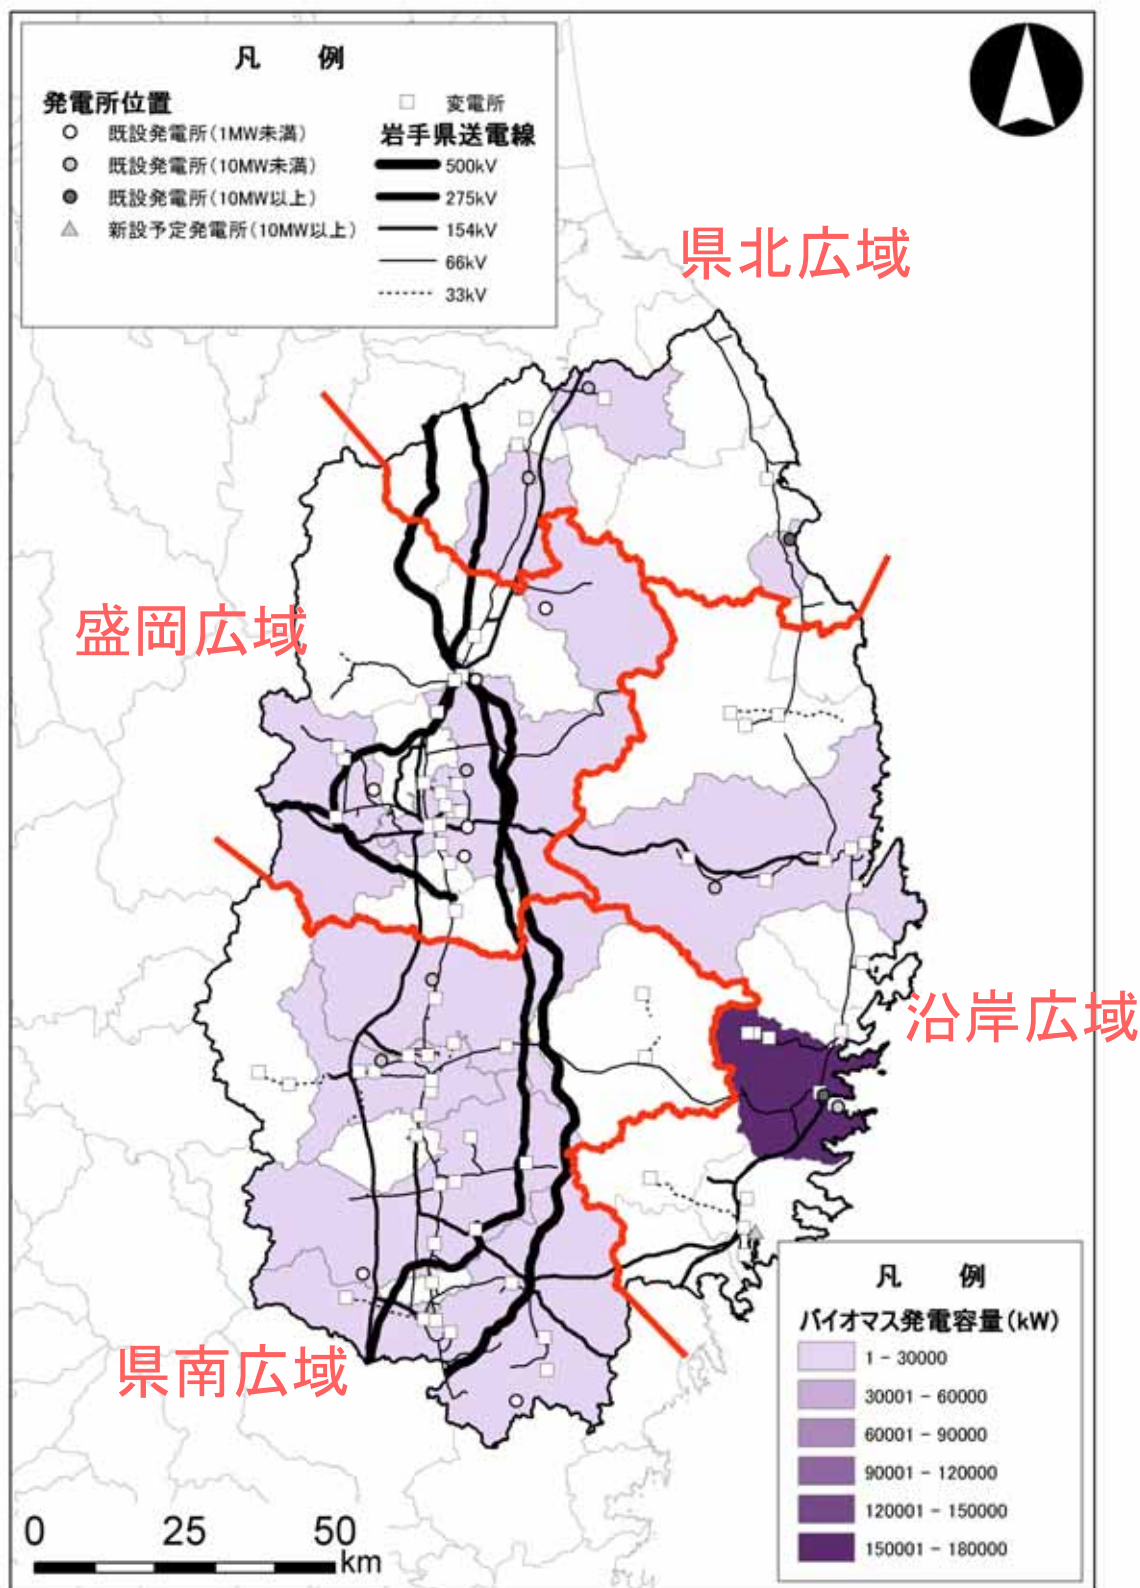 凡 例
発電所位置
既設発電所(1MW未満)
既設発電所(10MW未満)
既設発電所(10MW以上)
新設予定発電所(10MW以上)
変電所
岩手県送電線
500kV
275kV
154kV
66kV
33kV
県北広域
盛岡広域
沿岸広域
県南広域
凡 例
バイオマス発電容量(kW)
1 - 30000
30001 - 60000
60001 - 90000
90001 - 120000
120001 - 150000
150001 - 180000
0 25 50
km